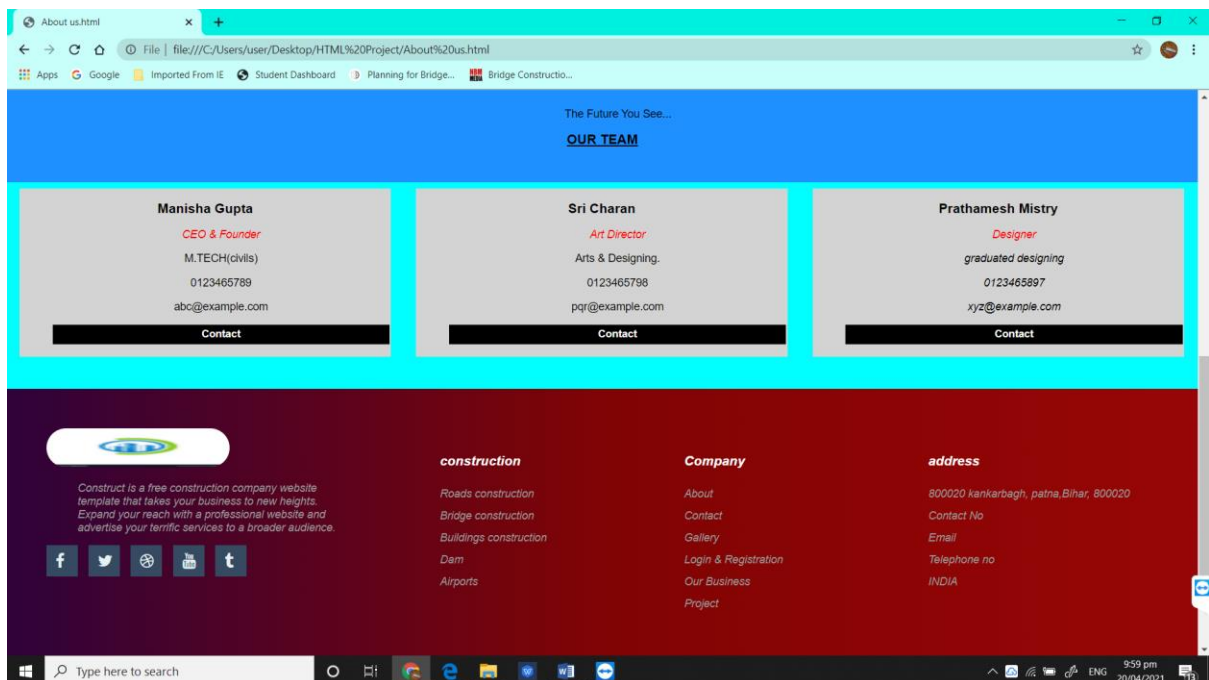 About us.html
File | file:///C:/Users/user/Desktop/HTML%20Project/About%20us.html
Apps Google Imported From IE Student Dashboard Planning for Bridge... Bridge Constructio...
The Future You See...
OUR TEAM
Manisha Gupta
CEO & Founder
M.TECH(civils)
0123465789
abc@example.com
Contact
Sri Charan
Art Director
Arts & Designing.
0123465798
pqr@example.com
Contact
Prathamesh Mistry
Designer
graduated designing
0123465897
xyz@example.com
Contact
Construct is a free construction company website
template that takes your business to new heights.
Expand your reach with a professional website and
advertise your terrific services to a broader audience.
f
You Tube
t
construction
Roads construction
Bridge construction
Buildings construction
Dam
Airports
Company
About
Contact
Gallery
Login & Registration
Our Business
Project
address
800020 kankarbagh, patna,Bihar, 800020
Contact No
Email
Telephone no
INDIA
Type here to search
ENG
9:59 pm
20/04/2021